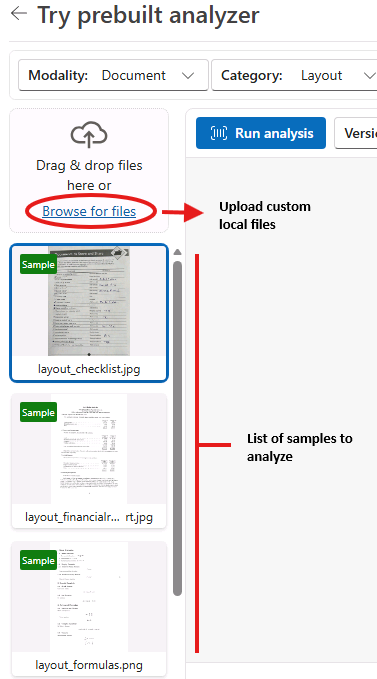 Try prebuilt analyzer
Modality: Document
Category: Layout
Drag & drop files
here or
Browse for files
Run analysis
Versi
Upload custom
local files
Sample
layout_checklist.jpg
List of samples to
analyze
Sample
layout_financialr... rt.jpg
Sample
layout_formulas.png